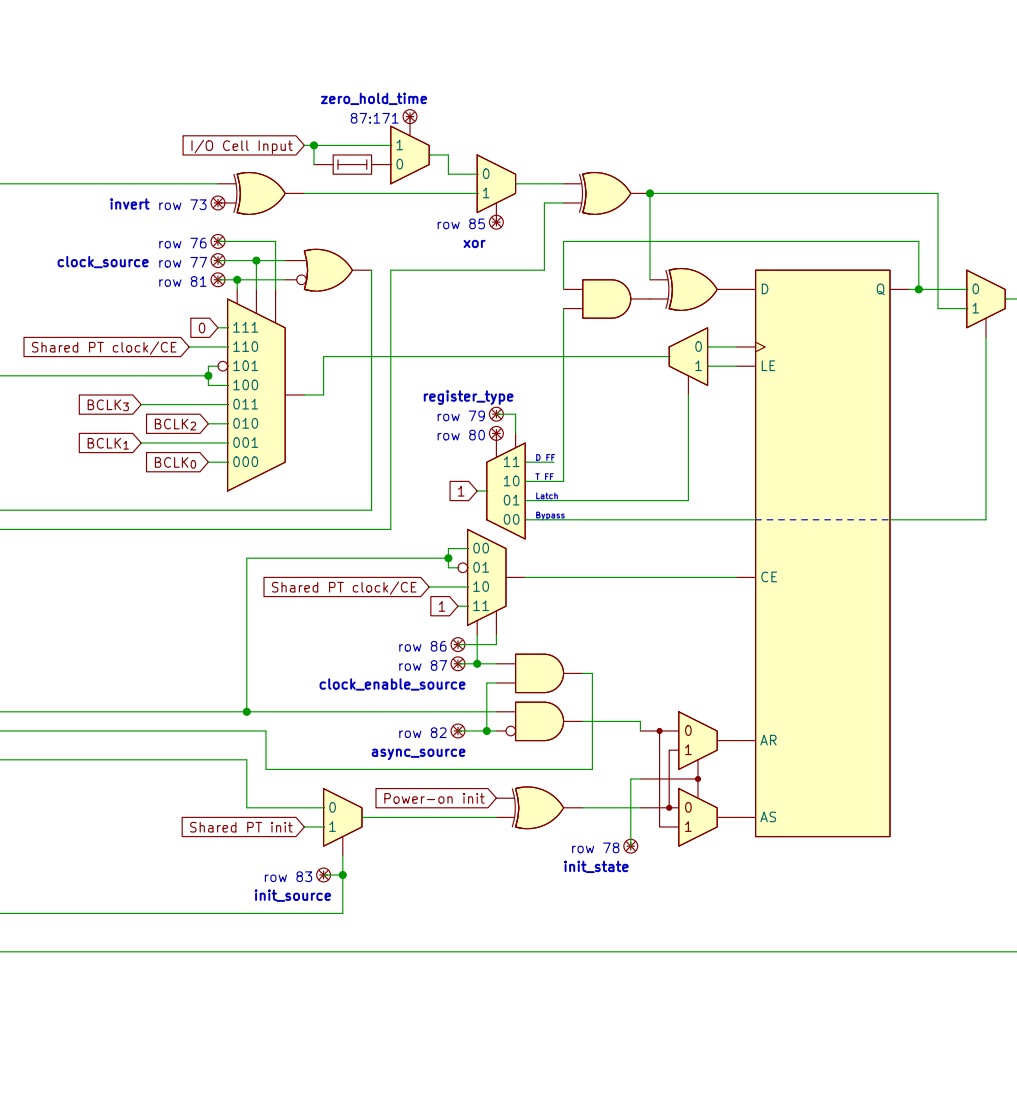 zero_hold_time
87:171
I/O Cell Input
1
0
0
1
invert row 73
row 85
xor
row 76
clock_source row 77
row 81
0
111
Shared PT clock/CE
110
101
100
BCLK3
011
BCLK2
010
BCLK1
001
BCLK0
000
D
Q
0
1
0
1
LE
register_type
row 79
row 80
1
11
10
01
00
D FF
T FF
Latch
Bypass
00
01
Shared PT clock/CE
10
1
11
CE
row 86
row 87
clock_enable_source
row 82
async_source
0
1
AR
Power-on init
0
1
Shared PT init
0
1
AS
row 78
init_state
row 83
init_source